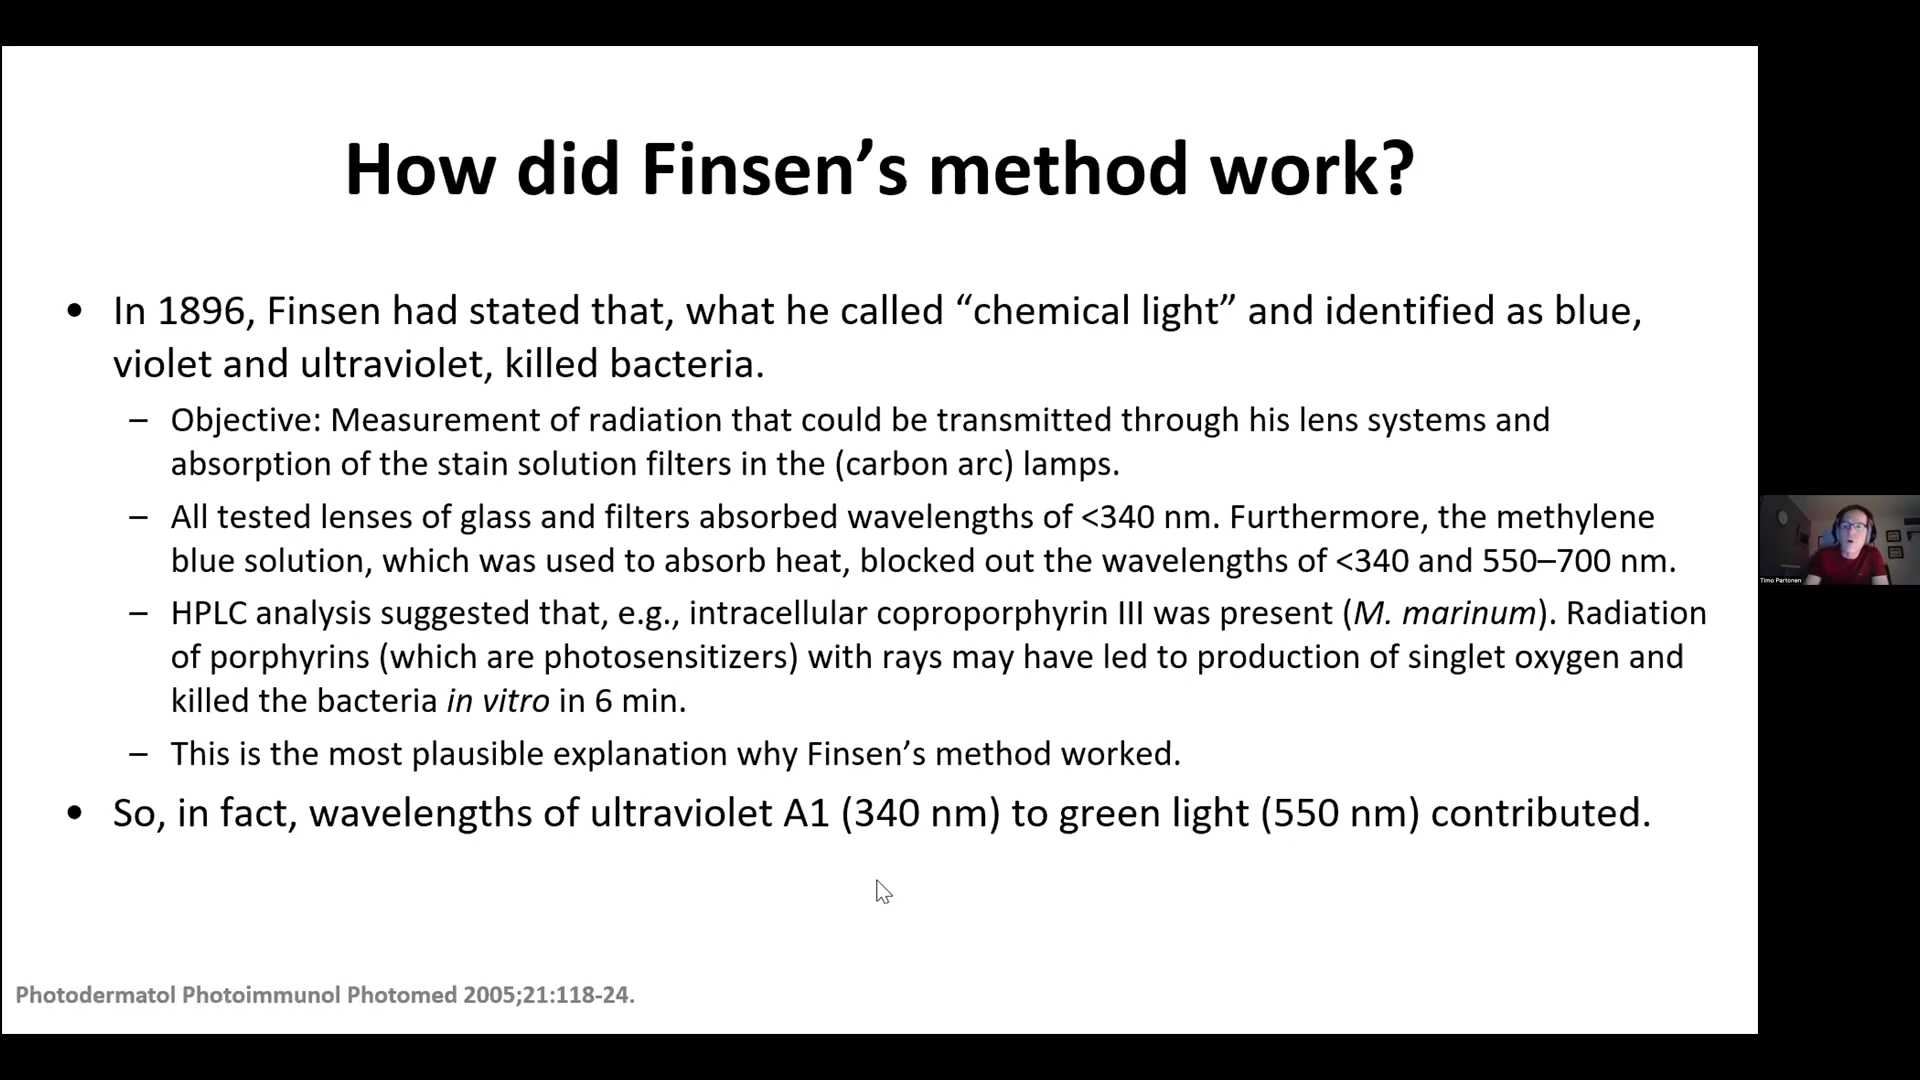 How did Finsen’s method work?
• In 1896, Finsen had stated that, what he called “chemical light” and identified as blue,
violet and ultraviolet, killed bacteria.
– Objective: Measurement of radiation that could be transmitted through his lens systems and
absorption of the stain solution filters in the (carbon arc) lamps.
– All tested lenses of glass and filters absorbed wavelengths of <340 nm. Furthermore, the methylene
blue solution, which was used to absorb heat, blocked out the wavelengths of <340 and 550–700 nm.
– HPLC analysis suggested that, e.g., intracellular coproporphyrin III was present (M. marinum). Radiation
of porphyrins (which are photosensitizers) with rays may have led to production of singlet oxygen and
killed the bacteria in vitro in 6 min.
– This is the most plausible explanation why Finsen’s method worked.
• So, in fact, wavelengths of ultraviolet A1 (340 nm) to green light (550 nm) contributed.
Photodermatol Photoimmunol Photomed 2005;21:118-24.
Timo Partonen